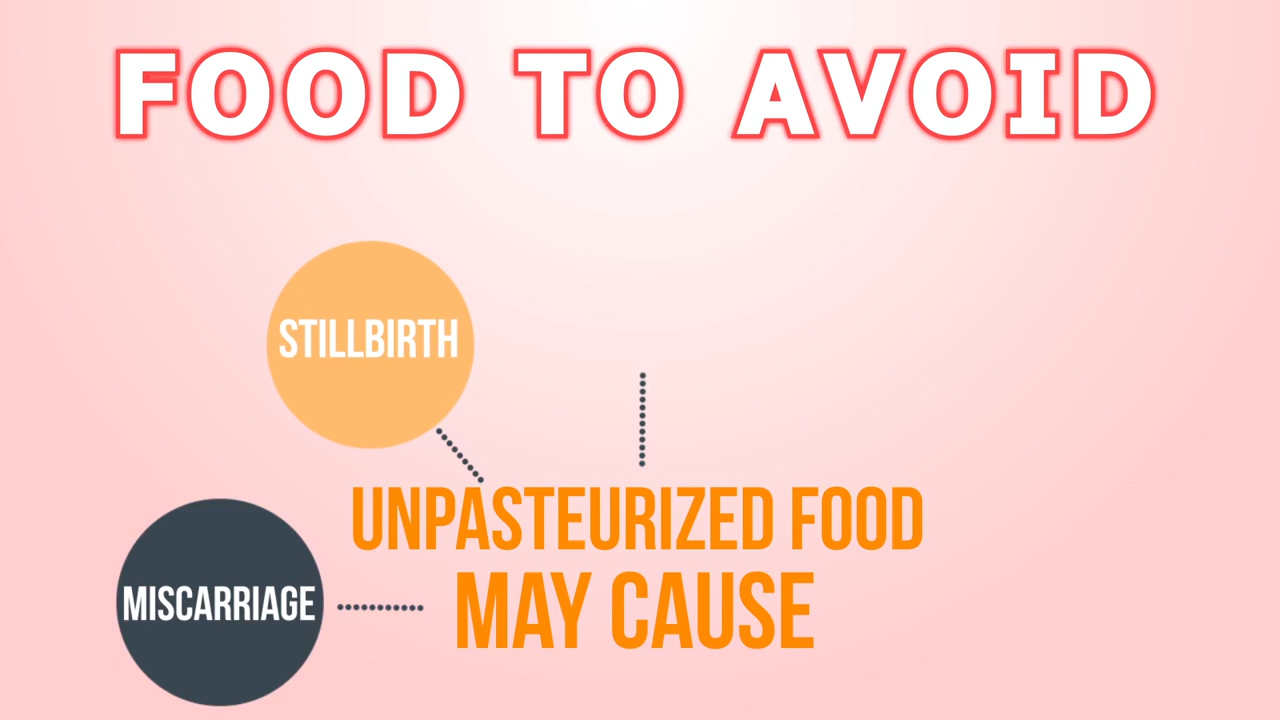 FOOD TO AVOID
STILLBIRTH
UNPASTEURIZED FOOD
MAY CAUSE
MISCARRIAGE